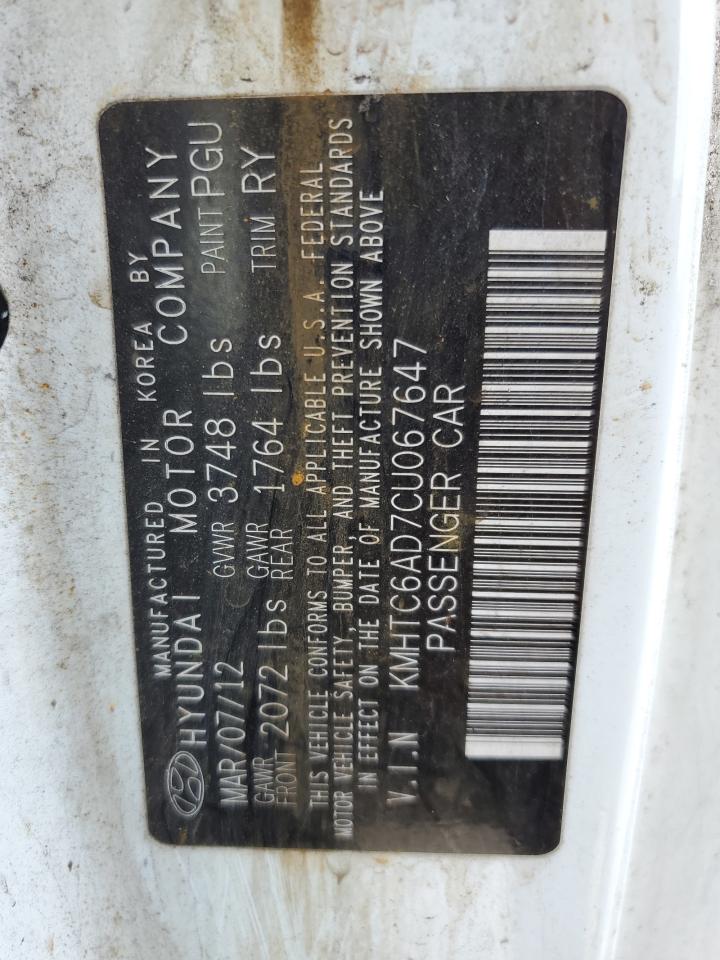 MANUFACTURED IN KOREA BY
HYUNDAI MOTOR COMPANY
MAR/07/12 GVWR 3748 lbs PAINT PGU
GAWR FRONT 2072 lbs GAWR REAR 1764 lbs TRIM RY
THIS VEHICLE CONFORMS TO ALL APPLICABLE U.S.A. FEDERAL
MOTOR VEHICLE SAFETY, BUMPER, AND THEFT PREVENTION STANDARDS
IN EFFECT ON THE DATE OF MANUFACTURE SHOWN ABOVE
V.I.N KMHTC6AD7CU067647
PASSENGER CAR